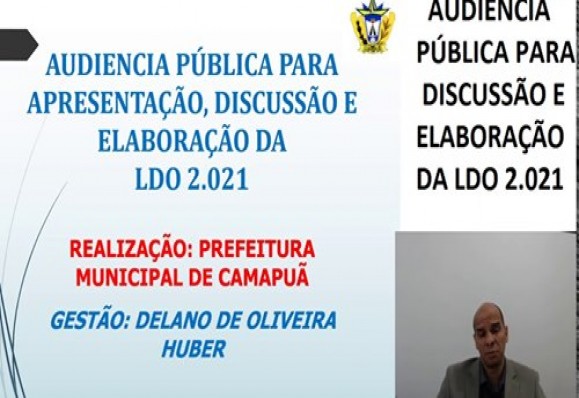 AUDIENCIA PÚBLICA PARA
APRESENTAÇÃO, DISCUSSÃO E
ELABORAÇÃO DA
LDO 2.021
REALIZAÇÃO: PREFEITURA
MUNICIPAL DE CAMAPUÃ
GESTÃO: DELANO DE OLIVEIRA
HUBER
AUDIENCIA
PÚBLICA PARA
DISCUSSÃO E
ELABORAÇÃO
DA LDO 2.021